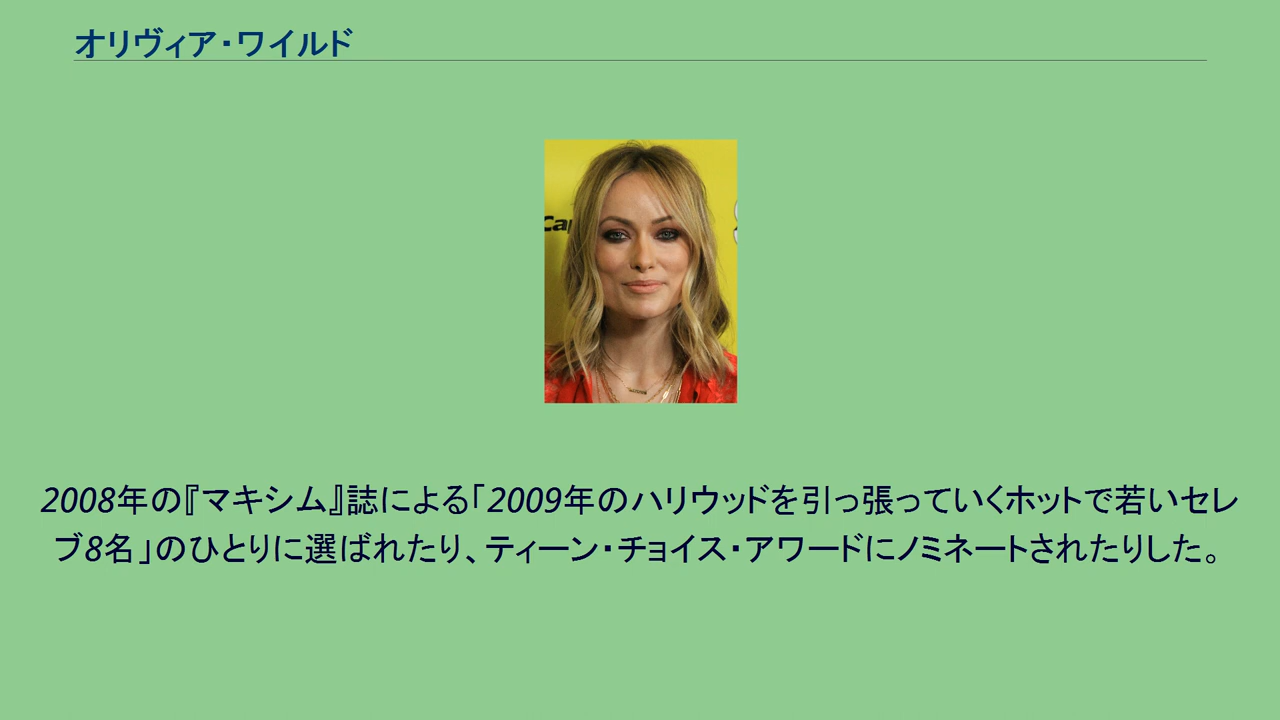 オリヴィア・ワイルド
Ca
2008年の『マキシム』誌による「2009年のハリウッドを引っ張っていくホットで若いセレ
ブ8名」のひとりに選ばれたり、ティーン・チョイス・アワードにノミネートされたりした。